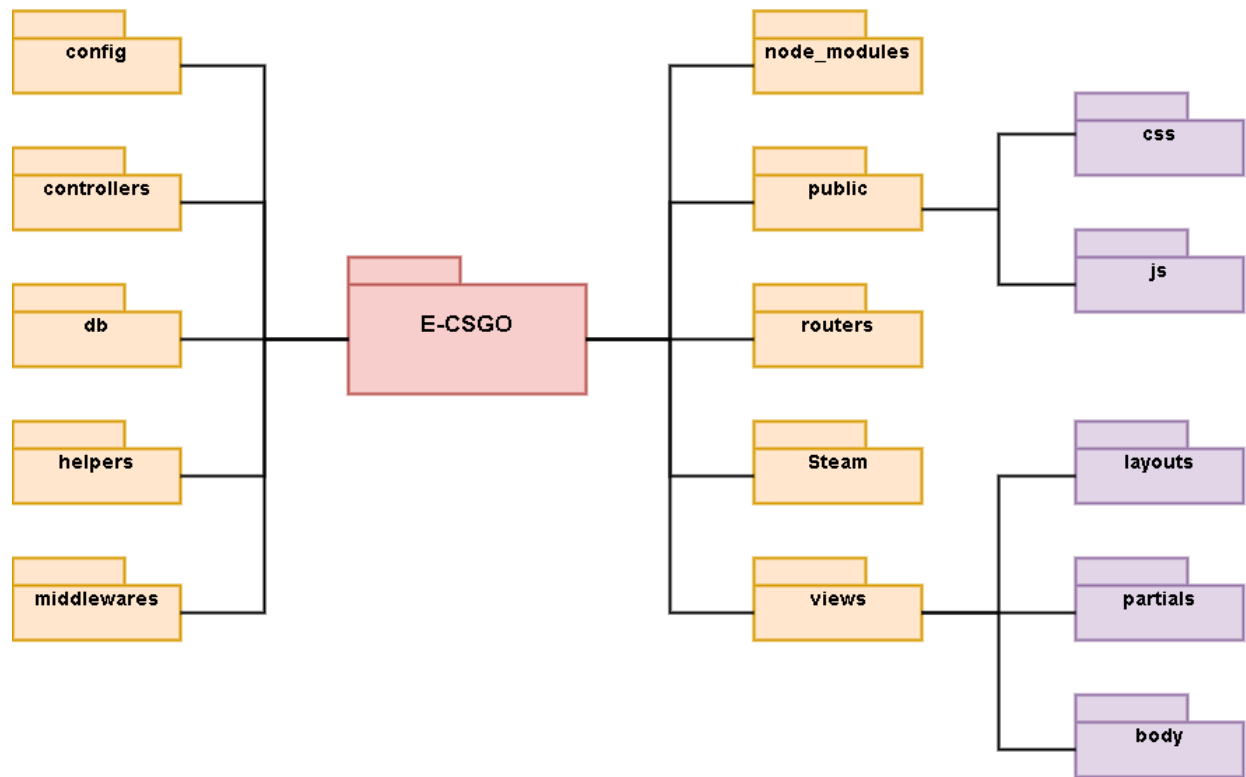 config
controllers
db
helpers
middlewares
E-CSGO
node_modules
public
routers
Steam
views
css
js
layouts
partials
body